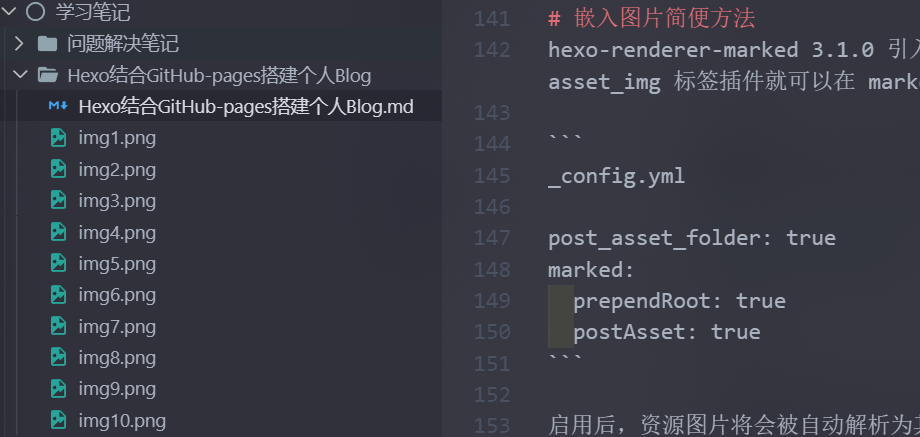 学习笔记
问题解决笔记
Hexo结合GitHub-pages搭建个人Blog
Hexo结合GitHub-pages搭建个人Blog.md
img1.png
img2.png
img3.png
img4.png
img5.png
img6.png
img7.png
img8.png
img9.png
img10.png
141 # 嵌入图片简便方法
142 hexo-renderer-marked 3.1.0 引入
asset_img 标签插件就可以在 mark
143
144 ```
145 _config.yml
146
147 post_asset_folder: true
148 marked:
149   prependRoot: true
150   postAsset: true
151 ```
152
153 启用后，资源图片将会被自动解析为